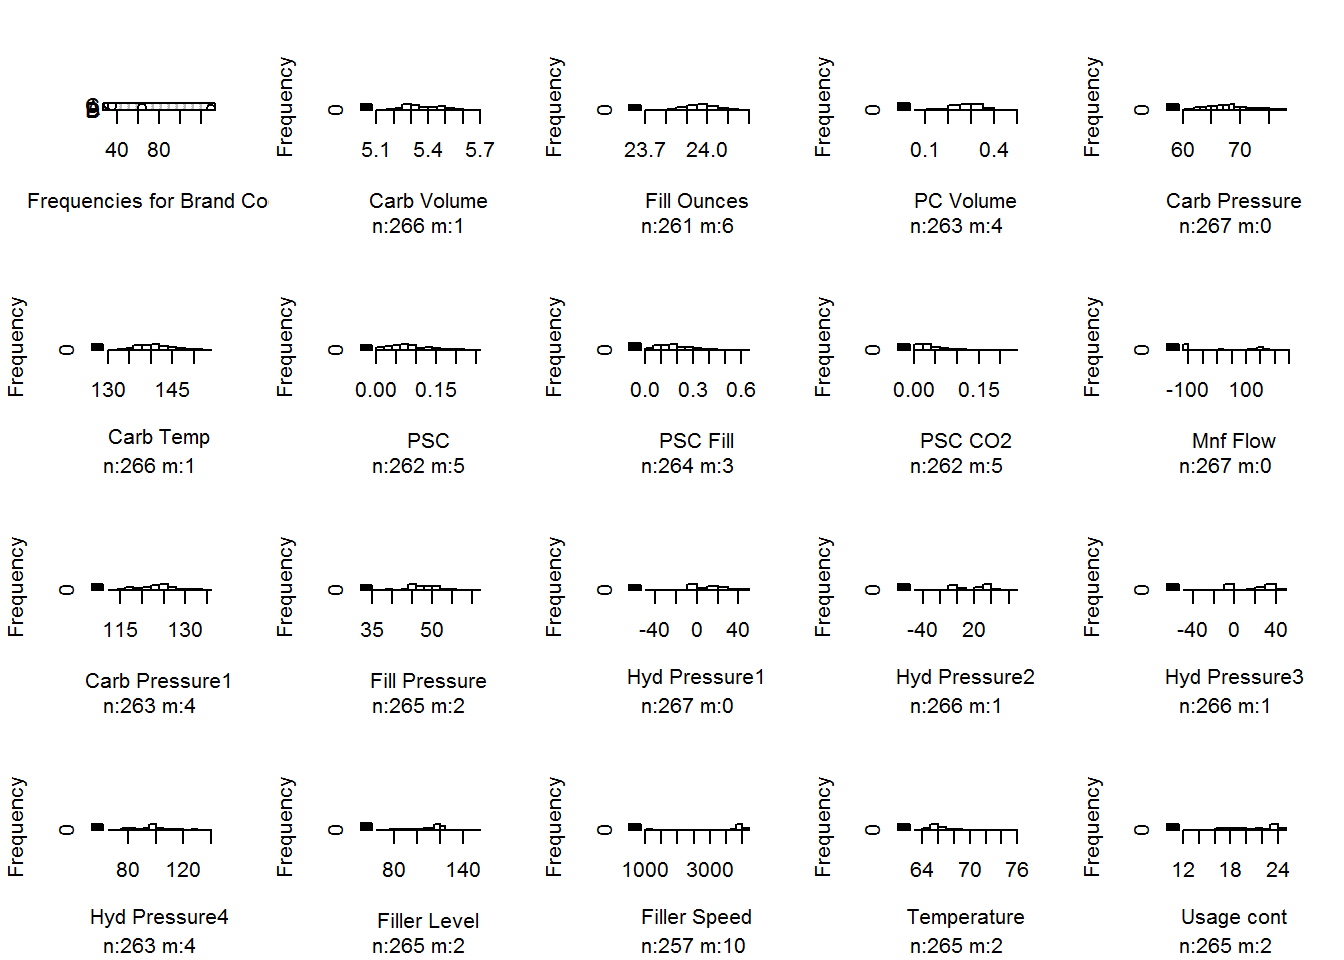 Frequency Frequency Frequency Frequency
0 0 0 0
40 80 5.1 5.4 5.7 23.7 24.0 0.1 0.4 60 70
Frequencies for Brand Co Carb Volume Fill Ounces PC Volume Carb Pressure
n:266 m:1 n:261 m:6 n:263 m:4 n:267 m:0
Frequency Frequency Frequency Frequency Frequency
0 0 0 0 0
130 145 0.00 0.15 0.0 0.3 0.6 0.00 0.15 -100 100
Carb Temp PSC PSC Fill PSC CO2 Mnf Flow
n:266 m:1 n:262 m:5 n:264 m:3 n:262 m:5 n:267 m:0
Frequency Frequency Frequency Frequency Frequency
0 0 0 0 0
115 130 35 50 -40 0 40 -40 20 -40 0 40
Carb Pressure1 Fill Pressure Hyd Pressure1 Hyd Pressure2 Hyd Pressure3
n:263 m:4 n:265 m:2 n:267 m:0 n:266 m:1 n:266 m:1
Frequency Frequency Frequency Frequency Frequency
0 0 0 0 0
80 120 80 140 1000 3000 64 70 76 12 18 24
Hyd Pressure4 Filler Level Filler Speed Temperature Usage cont
n:263 m:4 n:265 m:2 n:257 m:10 n:265 m:2 n:265 m:2